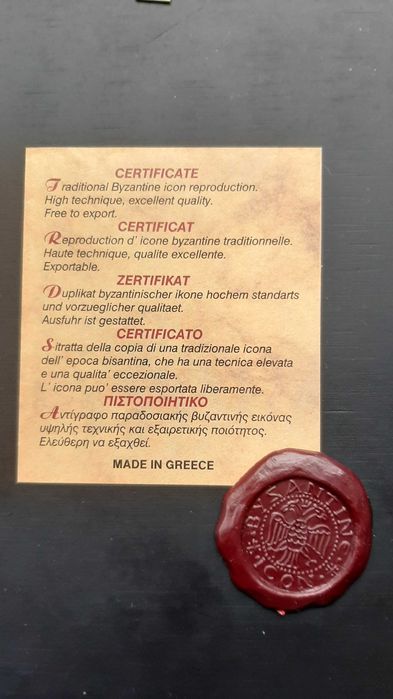 CERTIFICATE
Traditional Byzantine icon reproduction.
High technique, excellent quality.
Free to export.
CERTIFICAT
Reproduction d' icone byzantine traditionnelle.
Haute technique, qualite excellente.
Exportable.
ZERTIFIKAT
Duplikat byzantinischer ikone hochem standarts
und vorzueglicher qualitaet.
Ausfuhr ist gestattet.
CERTIFICATO
Si tratta della copia di una tradizionale icona
dell' epoca bisantina, che ha una tecnica elevata
e una qualita' eccezionale.
L' icona puo' essere esportata liberamente.
ΠΙΣΤΟΠΟΙΗΤΙΚΟ
Αντίγραφο παραδοσιακής βυζαντινής εικόνας
υψηλής τεχνικής και εξαιρετικής ποιότητος.
Ελεύθερη να εξαχθεί.
MADE IN GREECE
BYZANTINE
ICON